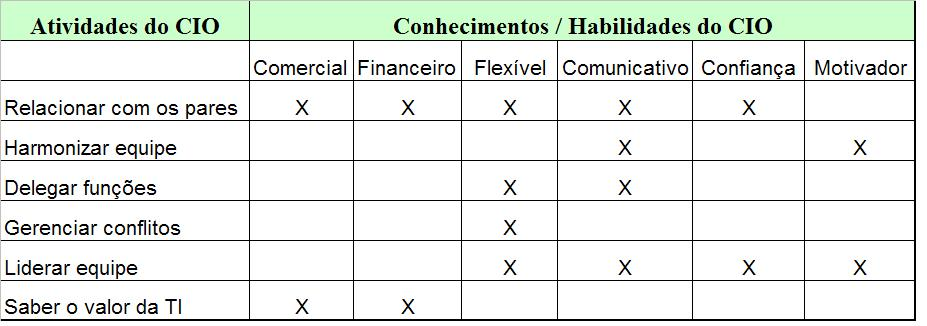 Atividades do CIO Conhecimentos / Habilidades do CIO
Comercial Financeiro Flexível Comunicativo Confiança Motivador
Relacionar com os pares X X X X X
Harmonizar equipe X X
Delegar funções X X
Gerenciar conflitos X
Liderar equipe X X X X
Saber o valor da TI X X